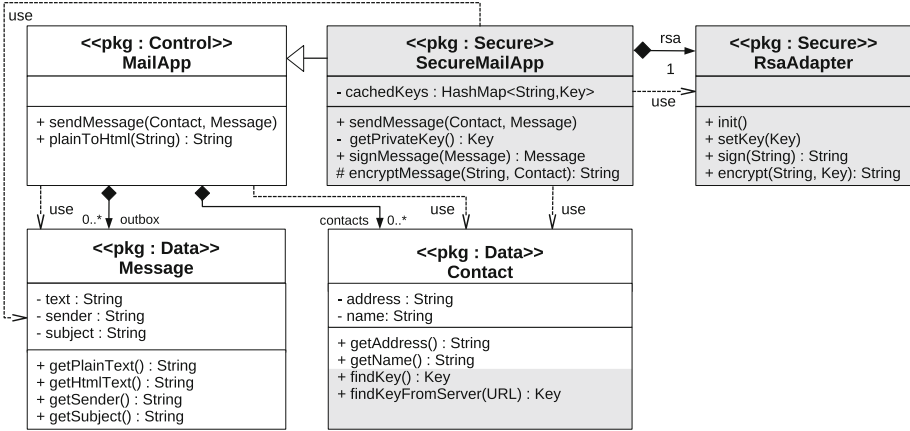 use
<<pkg : Control>>
MailApp
+ sendMessage(Contact, Message)
+ plainToHtml(String) : String
<<pkg : Secure>>
SecureMailApp
- cachedKeys : HashMap<String,Key>
+ sendMessage(Contact, Message)
- getPrivateKey() : Key
+ signMessage(Message) : Message
# encryptMessage(String, Contact): String
rsa
1
use
<<pkg : Secure>>
RsaAdapter
+ init()
+ setKey(Key)
+ sign(String) : String
+ encrypt(String, Key): String
use
0..*
outbox
contacts
0..*
use
use
<<pkg : Data>>
Message
- text : String
- sender : String
- subject : String
+ getPlainText() : String
+ getHtmlText() : String
+ getSender() : String
+ getSubject() : String
<<pkg : Data>>
Contact
- address : String
- name: String
+ getAddress() : String
+ getName() : String
+ findKey() : Key
+ findKeyFromServer(URL) : Key